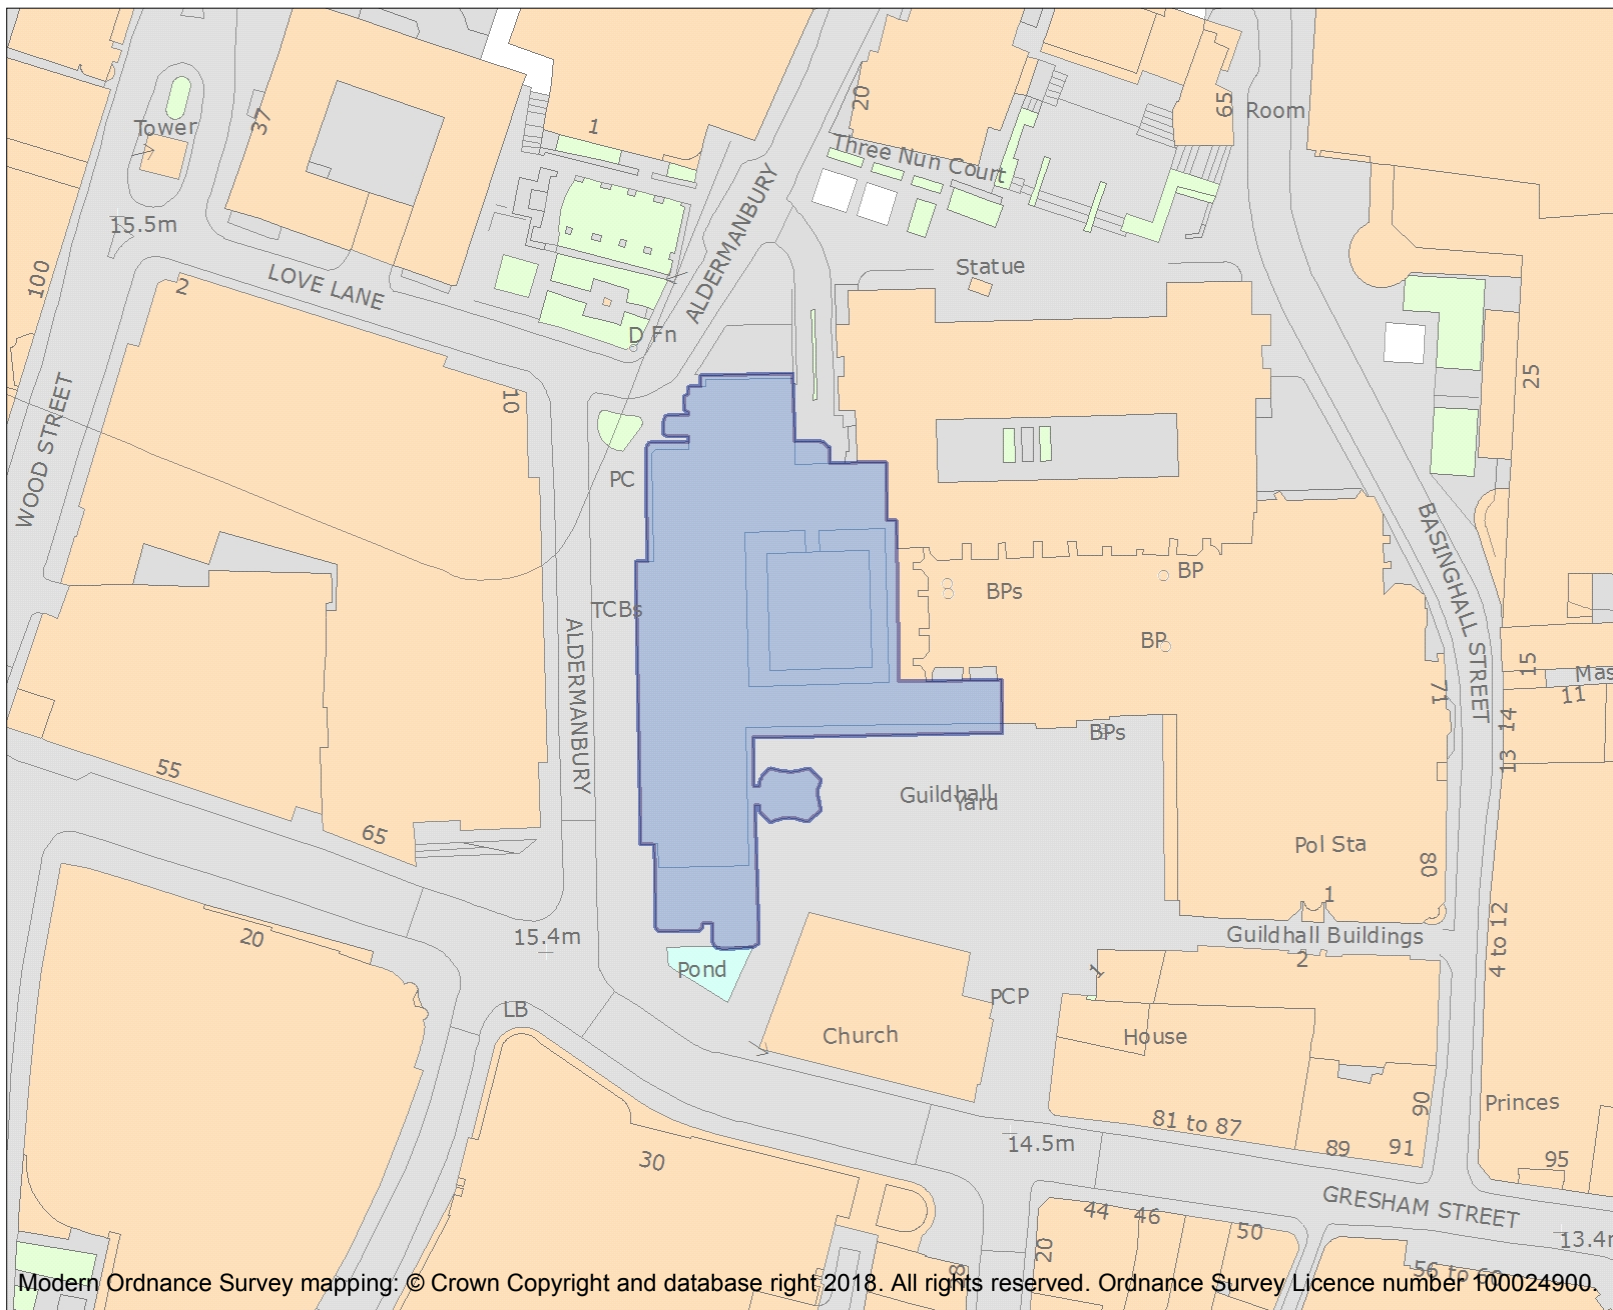 20
Three Nun Court
65
Room
1
37
Tower
15.5m
100
LOVE LANE
2
ALDERMANBURY
Statue
D Fn
10
25
WOOD STREET
PC
BASINGHALL STREET
BP
BPs
TCBs
BP
ALDERMANBURY
15
Mas
71
11
14
BPs
13
55
Guildhall
Yard
65
Pol Sta
80
1
20
15.4m
Guildhall Buildings
4 to 12
2
Pond
1
PCP
LB
Church
House
90
Princes
81 to 87
14.5m
89
91
30
95
GRESHAM STREET
44
46
50
20
13.4m
56 to 60
Modern Ordnance Survey mapping: © Crown Copyright and database right 2018. All rights reserved. Ordnance Survey Licence number 100024900.